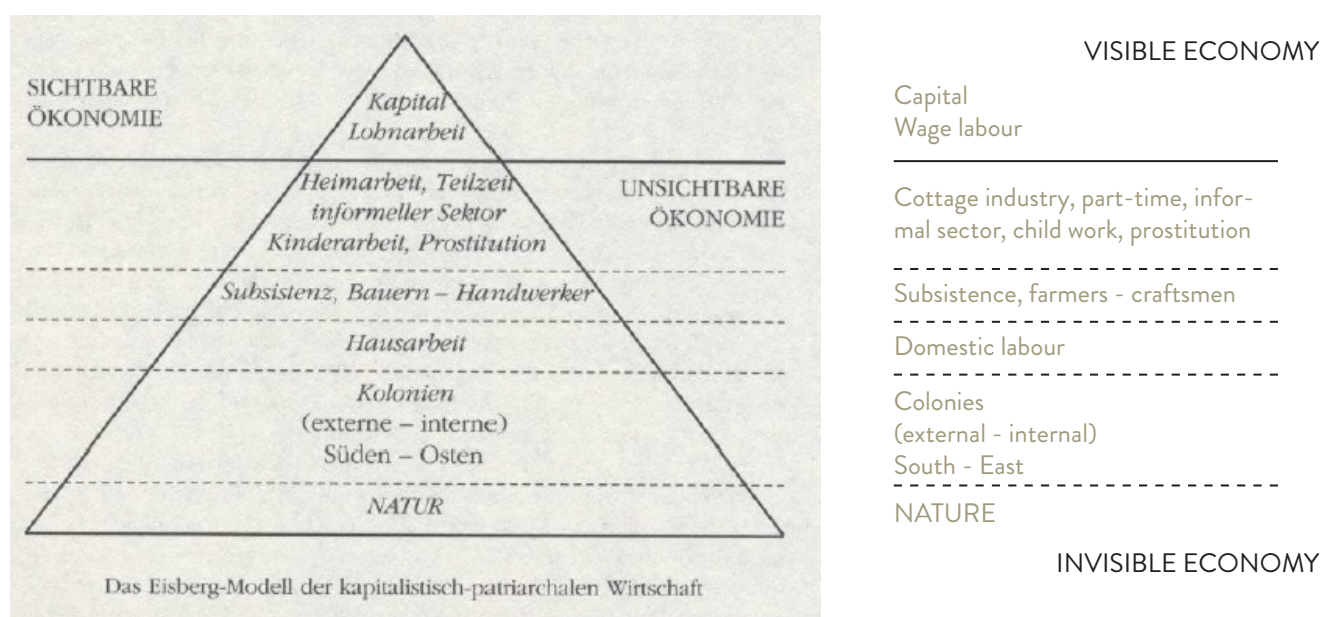 SICHTBARE
ÖKONOMIE
Kapital
Lohnarbeit
Heimarbeit, Teilzeit
informeller Sektor
Kinderarbeit, Prostitution
UNSICHTBARE
ÖKONOMIE
Subsistenz, Bauern – Handwerker
Hausarbeit
Kolonien
(externe – interne)
Süden – Osten
NATUR
Das Eisberg-Modell der kapitalistisch-patriarchalen Wirtschaft
VISIBLE ECONOMY
Capital
Wage labour
Cottage industry, part-time, infor-
mal sector, child work, prostitution
Subsistence, farmers - craftsmen
Domestic labour
Colonies
(external - internal)
South - East
NATURE
INVISIBLE ECONOMY